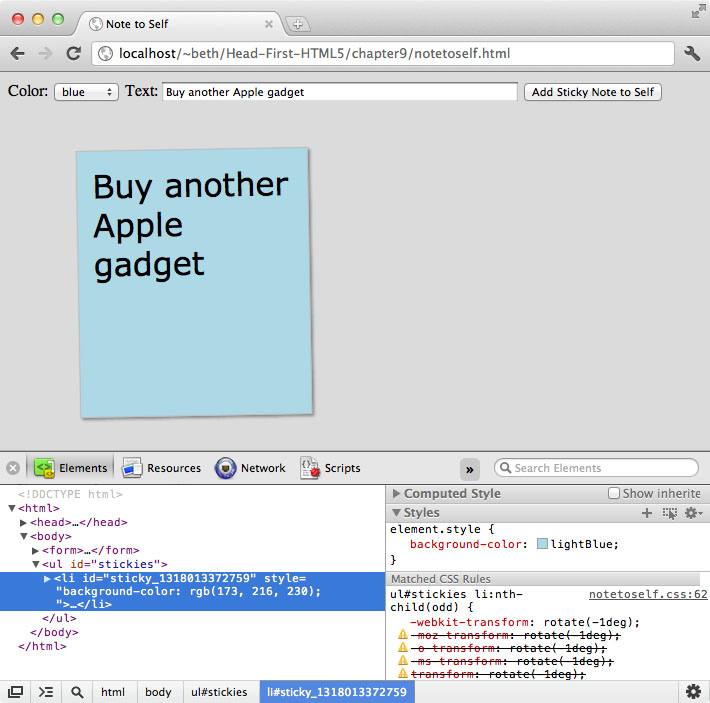 Note to Self
localhost/~beth/Head-First-HTML5/chapter9/notetoself.html
Color: blue Text: Buy another Apple gadget Add Sticky Note to Self
Buy another
Apple
gadget
Elements Resources Network Scripts » Search Elements
<!DOCTYPE html>
▼<html>
▶<head>…</head>
▼<body>
▶<form>…</form>
▼<ul id="stickies">
▶<li id="sticky_1318013372759" style=
"background-color: rgb(173, 216, 230);
">…</li>
</ul>
</body>
</html>
▶ Computed Style Show inherite
▼ Styles
element.style {
background-color: lightBlue;
}
Matched CSS Rules
ul#stickies li:nth-child(odd) { notetoself.css:62
-webkit-transform: rotate(-1deg);
-moz-transform: rotate(-1deg);
-o-transform: rotate(-1deg);
-ms-transform: rotate(-1deg);
transform: rotate(-1deg);
html body ul#stickies li#sticky_1318013372759